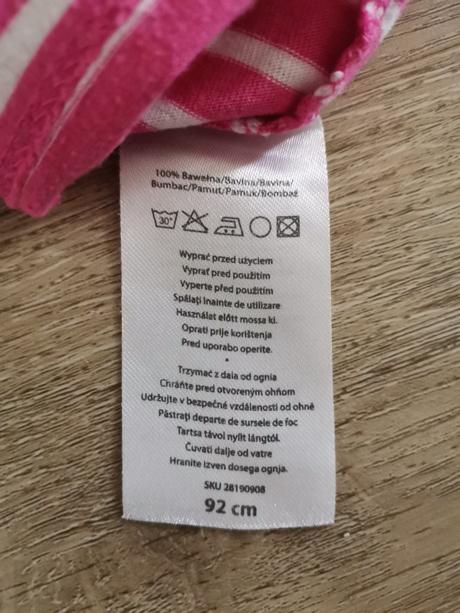 100% Bawełna/Bavlna/Bavlna/
Bumbac/Pamut/Pamuk/Bombaž
30°
Wyprać przed użyciem
Vyprať pred použitím
Vyperte před použitím
Spălați înainte de utilizare
Használat előtt mossa ki.
Oprati prije korištenja
Pred uporabo operite.
Trzymać z dala od ognia
Chráňte pred otvoreným ohňom
Udržujte v bezpečné vzdálenosti od ohně
Păstrați departe de sursele de foc
Tartsa távol nyílt lángtól.
Čuvati dalje od vatre
Hranite izven dosega ognja.
SKU 28190908
92 cm